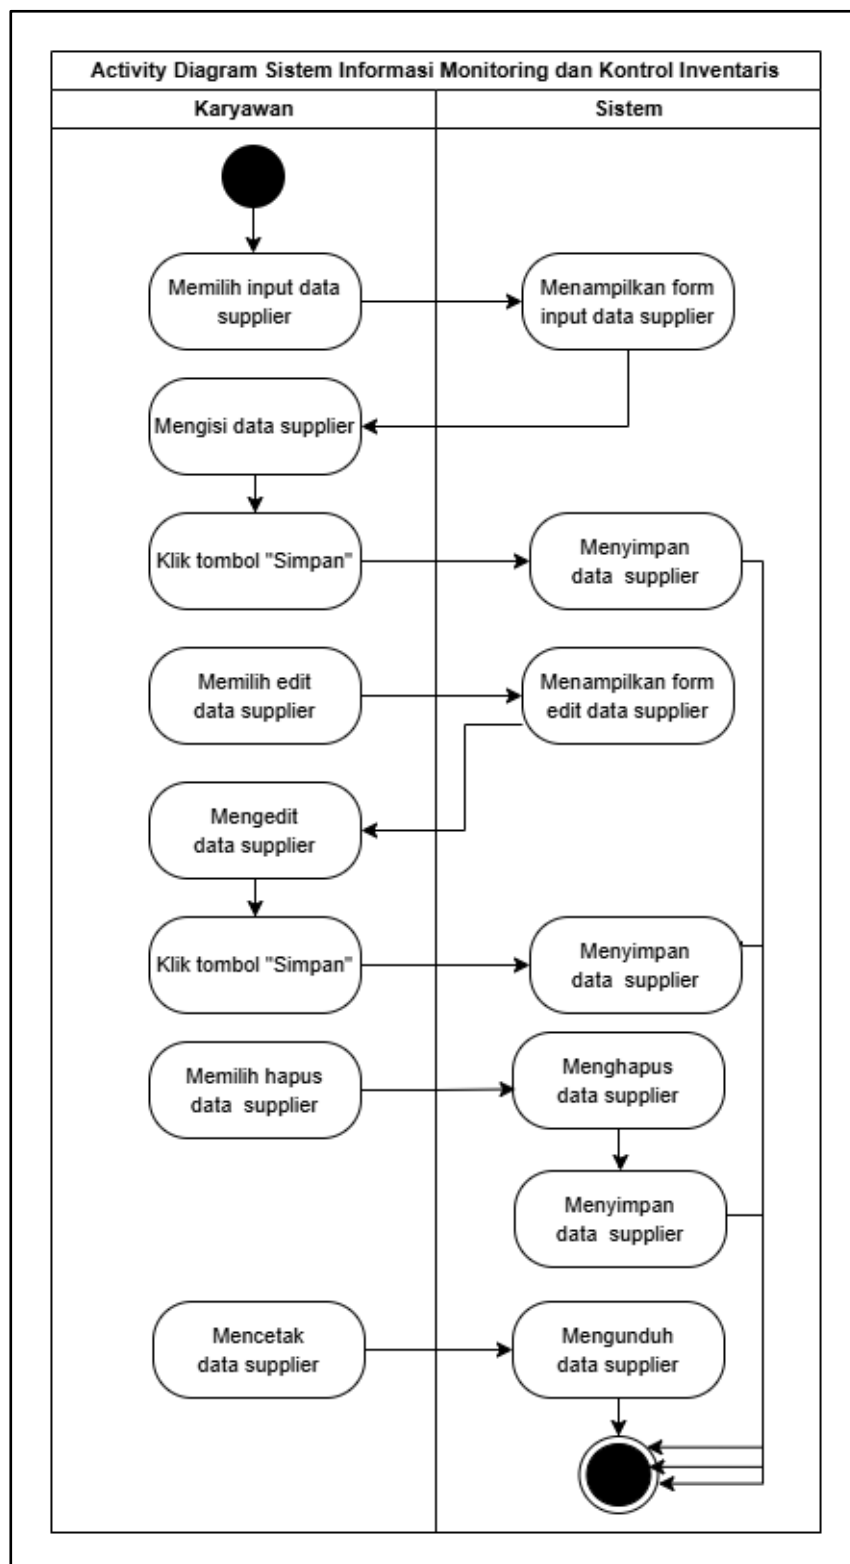 Activity Diagram Sistem Informasi Monitoring dan Kontrol Inventaris
Karyawan
Sistem
Memilih input data
supplier
Menampilkan form
input data supplier
Mengisi data supplier
Klik tombol "Simpan"
Menyimpan
data supplier
Memilih edit
data supplier
Menampilkan form
edit data supplier
Mengedit
data supplier
Klik tombol "Simpan"
Menyimpan
data supplier
Memilih hapus
data supplier
Menghapus
data supplier
Menyimpan
data supplier
Mencetak
data supplier
Mengunduh
data supplier